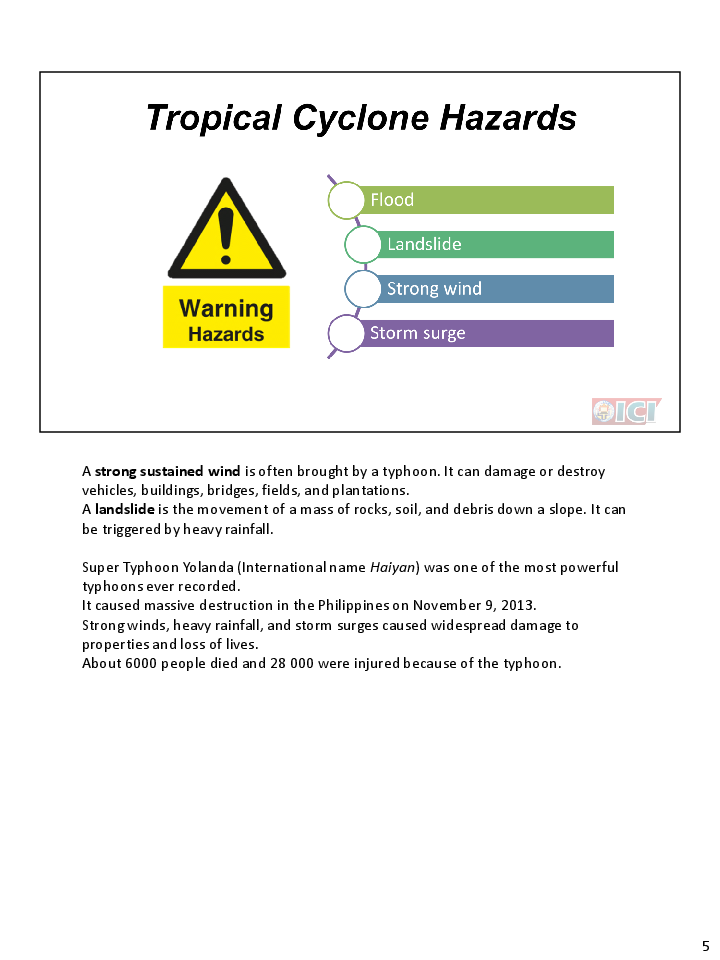 Tropical Cyclone Hazards
Warning
Hazards
Flood
Landslide
Strong wind
Storm surge
ICI
A strong sustained wind is often brought by a typhoon. It can damage or destroy
vehicles, buildings, bridges, fields, and plantations.
A landslide is the movement of a mass of rocks, soil, and debris down a slope. It can
be triggered by heavy rainfall.
Super Typhoon Yolanda (International name Haiyan) was one of the most powerful
typhoons ever recorded.
It caused massive destruction in the Philippines on November 9, 2013.
Strong winds, heavy rainfall, and storm surges caused widespread damage to
properties and loss of lives.
About 6000 people died and 28 000 were injured because of the typhoon.
5